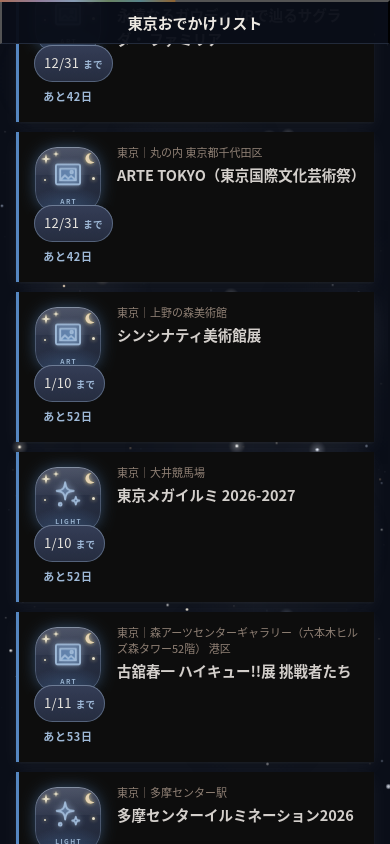 東京おでかけリスト
12/31 まで
あと42日
東京｜丸の内 東京都千代田区
ARTE TOKYO（東京国際文化芸術祭）
ART
12/31 まで
あと42日
東京｜上野の森美術館
シンシナティ美術館展
ART
1/10 まで
あと52日
東京｜大井競馬場
東京メガイルミ 2026-2027
LIGHT
1/10 まで
あと52日
東京｜森アーツセンターギャラリー（六本木ヒル
ズ森タワー52階） 港区
古舘春一 ハイキュー!!展 挑戦者たち
ART
1/11 まで
あと53日
東京｜多摩センター駅
多摩センターイルミネーション2026
LIGHT